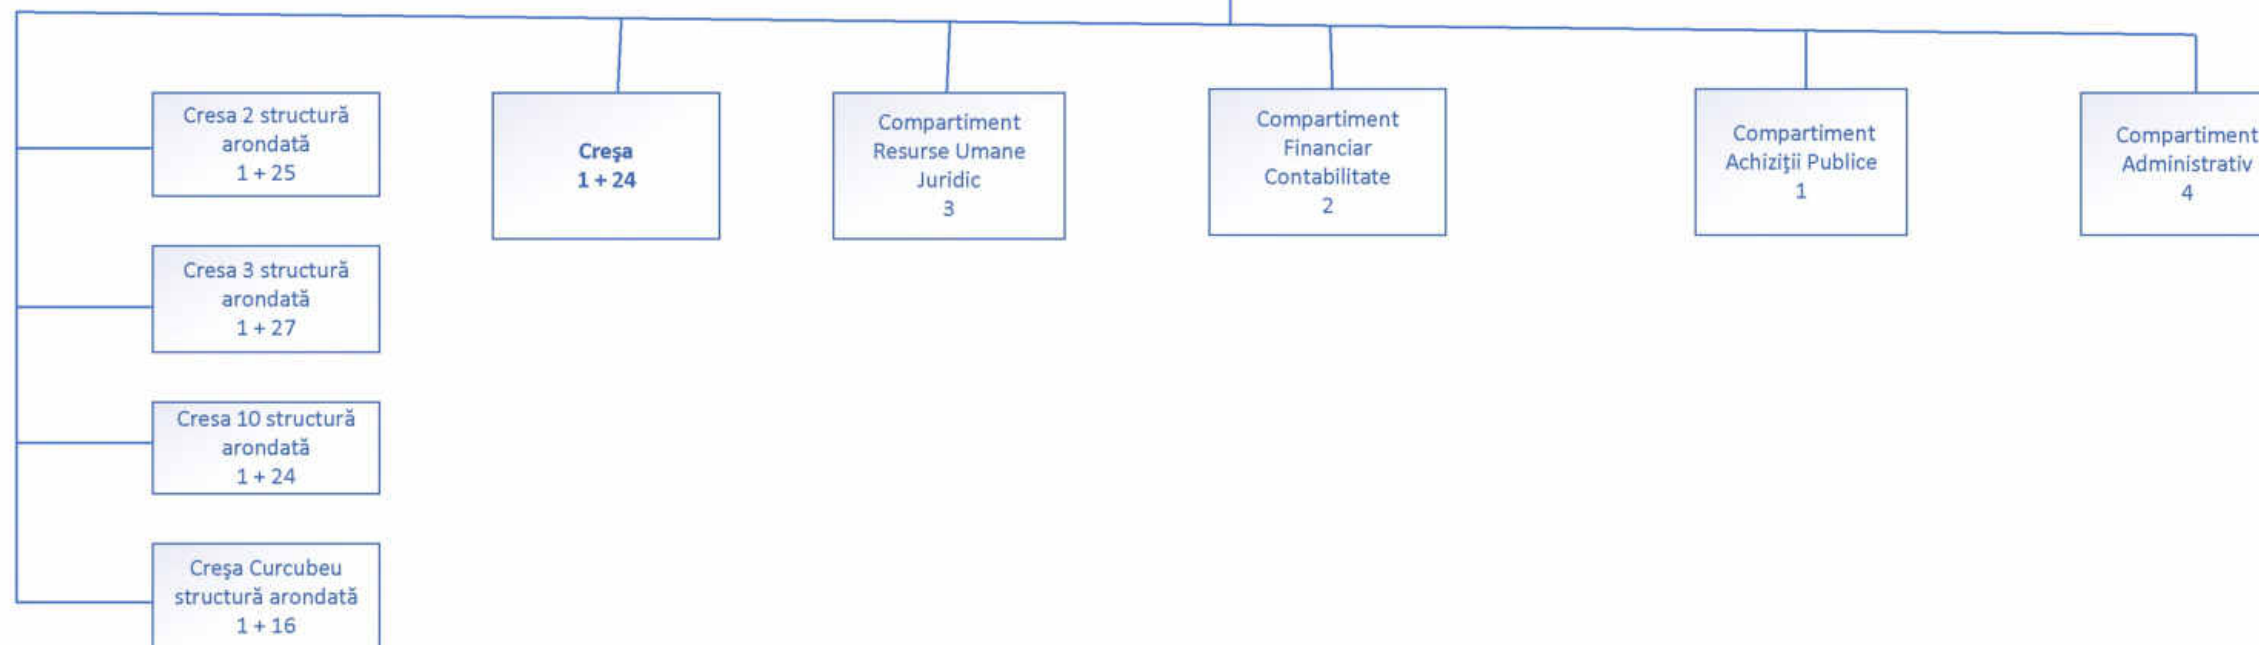 Cresa 2 structură
arondată
1 + 25
Creşa
1 + 24
Compartiment
Resurse Umane
Juridic
3
Compartiment
Financiar
Contabilitate
2
Compartiment
Achiziţii Publice
1
Compartiment
Administrativ
4
Cresa 3 structură
arondată
1 + 27
Cresa 10 structură
arondată
1 + 24
Creşa Curcubeu
structură arondată
1 + 16